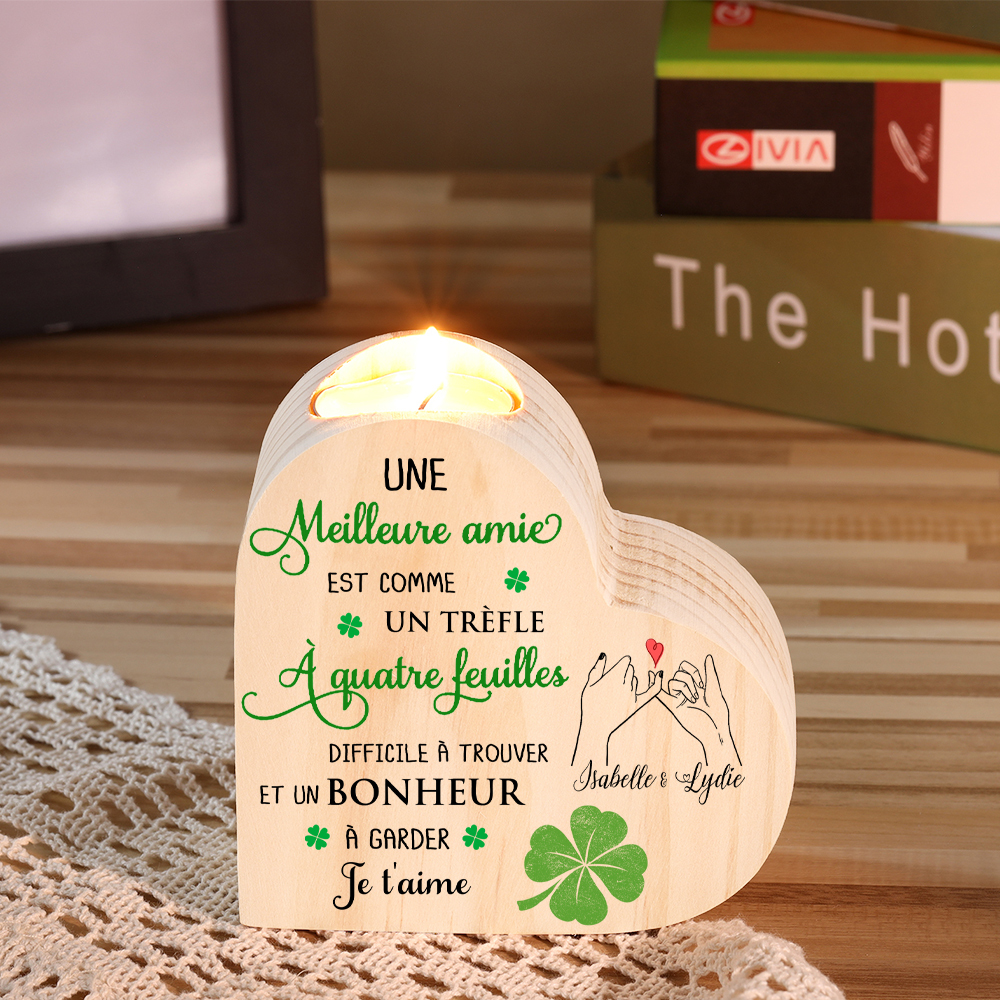 IVIA
The Hot
UNE
Meilleure amie
EST COMME
UN TRÈFLE
À quatre feuilles
DIFFICILE À TROUVER
ET UN BONHEUR
À GARDER
Je t'aime
Isabelle & Lydie